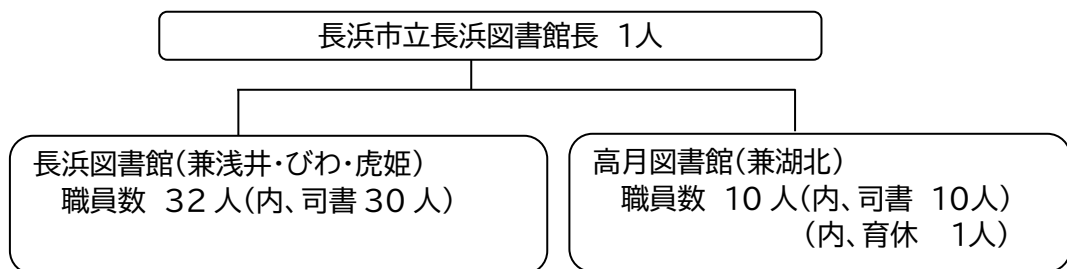 長浜市立長浜図書館長 1人
長浜図書館(兼浅井・びわ・虎姫)
職員数 32人(内、司書30人)
高月図書館(兼湖北)
職員数 10人(内、司書 10人)
(内、育休 1人)